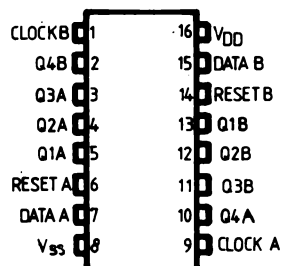 CLOCKB 1 16 VDD
Q4B 2 15 DATA B
Q3A 3 14 RESET B
Q2A 4 13 Q1B
Q1A 5 12 Q2B
RESET A 6 11 Q3B
DATA A 7 10 Q4A
Vss 8 9 CLOCK A